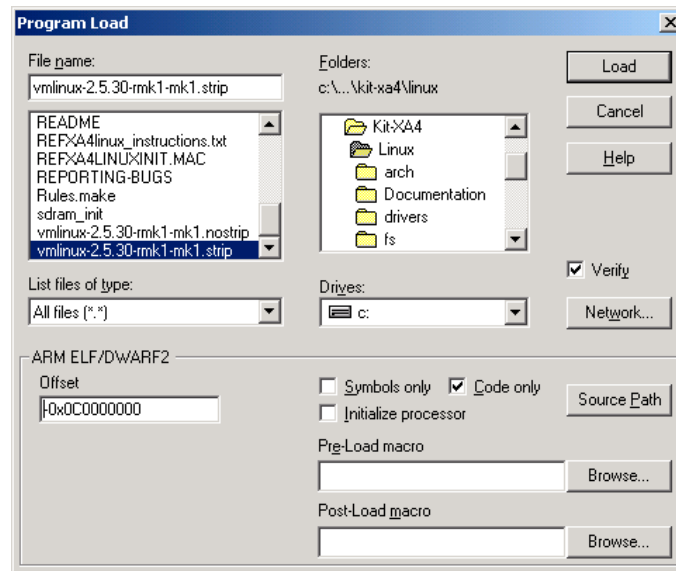 Program Load
File name:
vmlinux-2.5.30-rmk1-mk1.strip
README
REFXA4linux_instructions.txt
REFXA4LINUXINIT.MAC
REPORTING-BUGS
Rules.make
sdram_init
vmlinux-2.5.30-rmk1-mk1.nostrip
vmlinux-2.5.30-rmk1-mk1.strip
List files of type:
All files (*.*)
Folders:
c:\...\kit-xa4\linux
Kit-XA4
Linux
arch
Documentation
drivers
fs
Drives:
c:
Load
Cancel
Help
Verify
Network...
ARM ELF/DWARF2
Offset
-0x0C0000000
Symbols only
Code only
Initialize processor
Source Path
Pre-Load macro
Browse...
Post-Load macro
Browse...